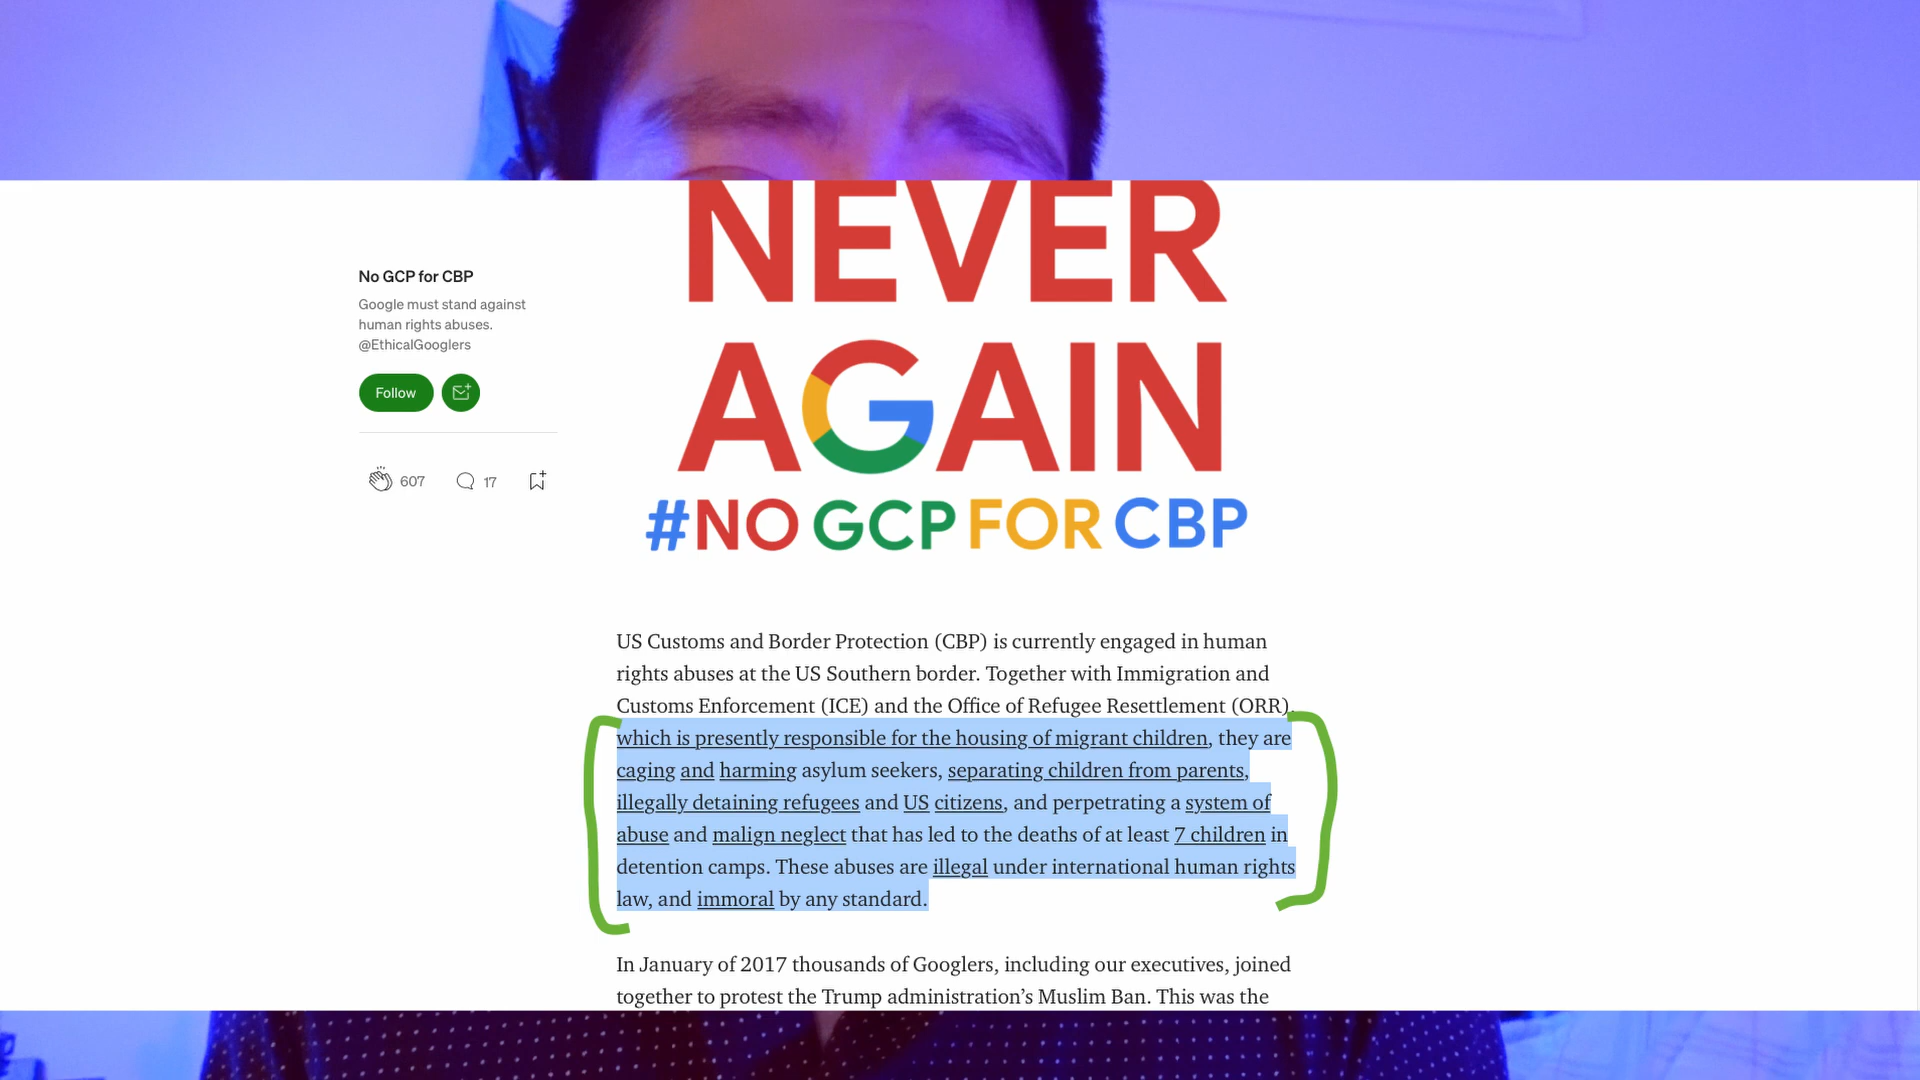 NEVER
AGAIN
#NO GCP FOR CBP
No GCP for CBP
Google must stand against
human rights abuses.
@EthicalGooglers
Follow
607
17
US Customs and Border Protection (CBP) is currently engaged in human
rights abuses at the US Southern border. Together with Immigration and
Customs Enforcement (ICE) and the Office of Refugee Resettlement (ORR),
which is presently responsible for the housing of migrant children, they are
caging and harming asylum seekers, separating children from parents,
illegally detaining refugees and US citizens, and perpetrating a system of
abuse and malign neglect that has led to the deaths of at least 7 children in
detention camps. These abuses are illegal under international human rights
law, and immoral by any standard.
In January of 2017 thousands of Googlers, including our executives, joined
together to protest the Trump administration's Muslim Ban. This was the